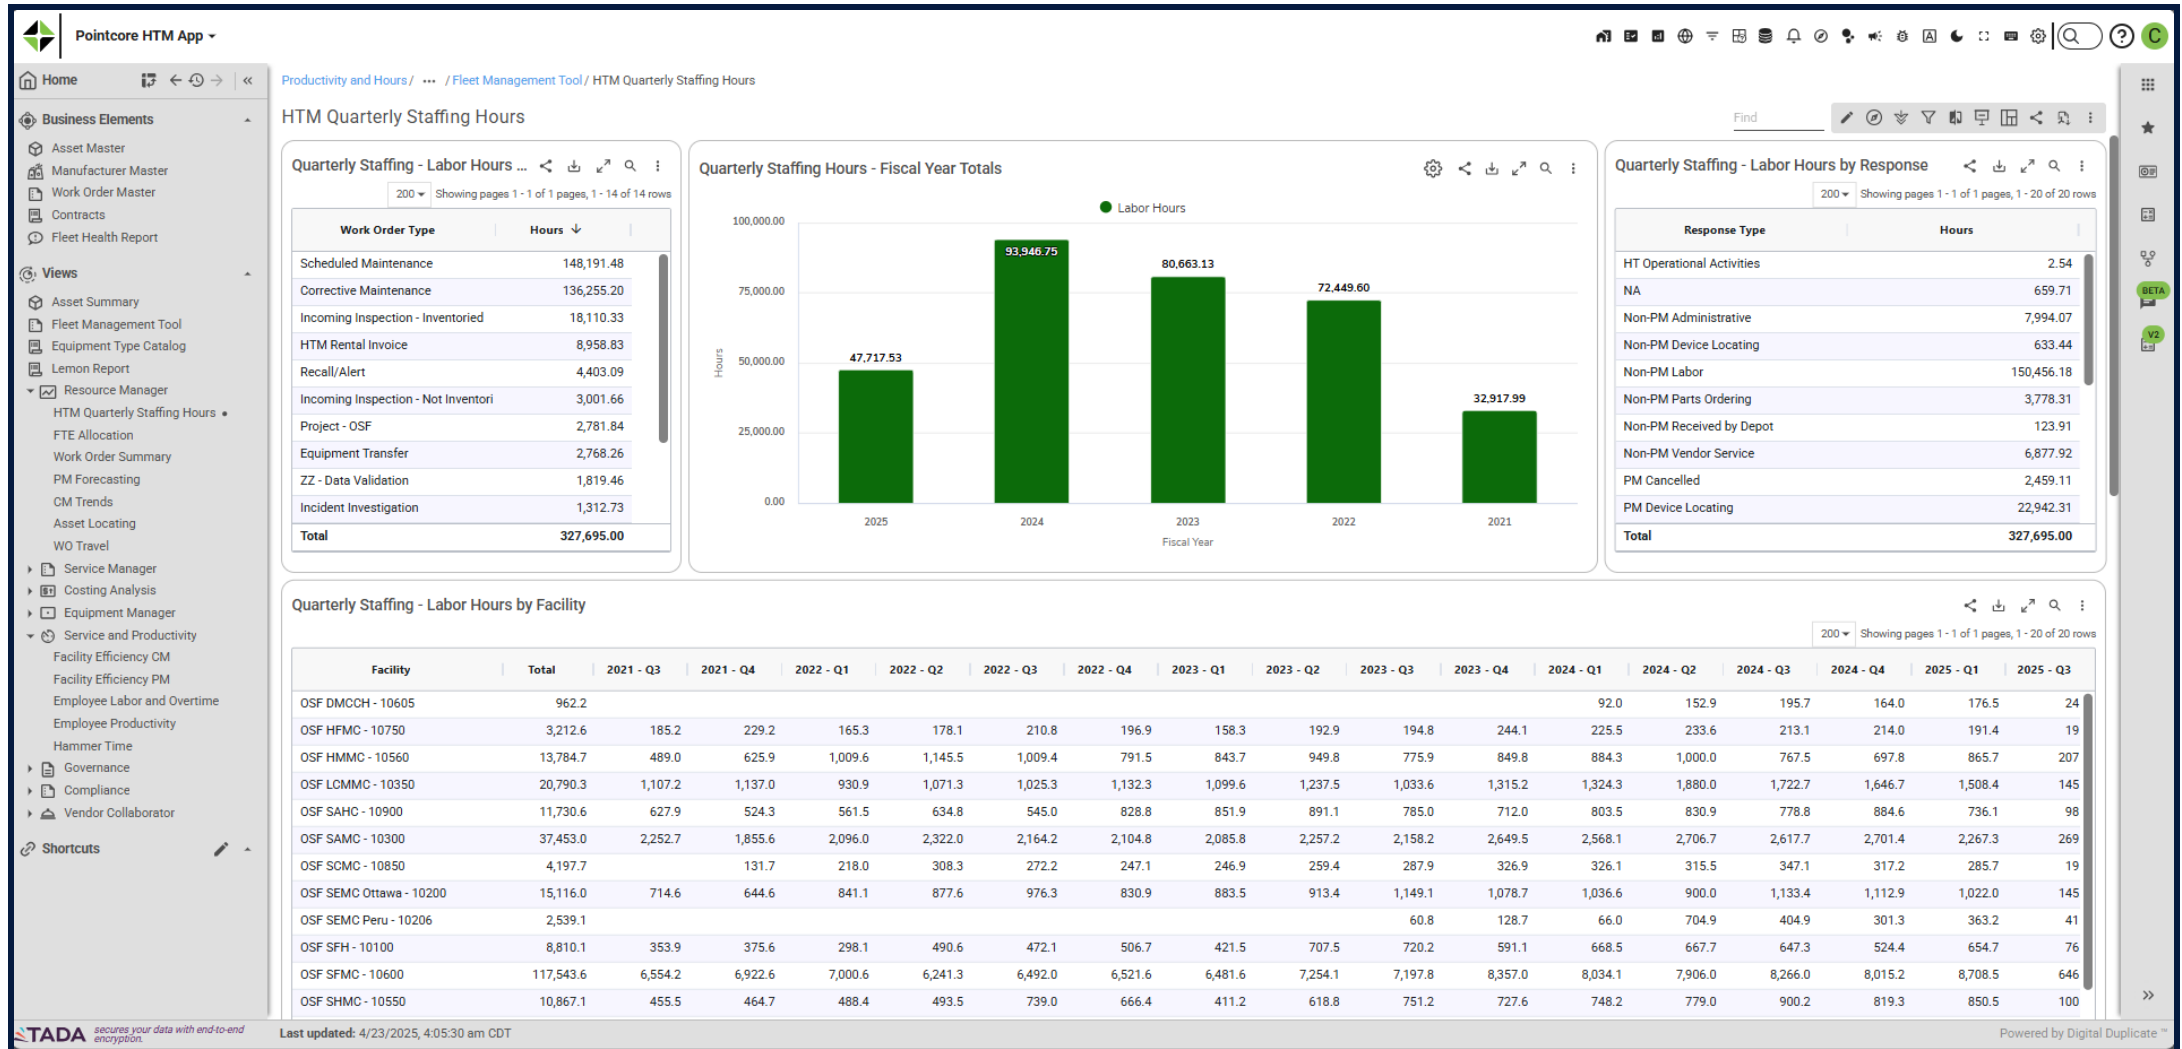 Pointcore HTM App
C
Home
Business Elements
Asset Master
Manufacturer Master
Work Order Master
Contracts
Fleet Health Report
Views
Asset Summary
Fleet Management Tool
Equipment Type Catalog
Lemon Report
Resource Manager
HTM Quarterly Staffing Hours
FTE Allocation
Work Order Summary
PM Forecasting
CM Trends
Asset Locating
WO Travel
Service Manager
Costing Analysis
Equipment Manager
Service and Productivity
Facility Efficiency CM
Facility Efficiency PM
Employee Labor and Overtime
Employee Productivity
Hammer Time
Governance
Compliance
Vendor Collaborator
Shortcuts
Productivity and Hours / ••• / Fleet Management Tool / HTM Quarterly Staffing Hours
HTM Quarterly Staffing Hours
Find
Quarterly Staffing - Labor Hours ...
200 Showing pages 1 - 1 of 1 pages, 1 - 14 of 14 rows
Work Order Type Hours
Scheduled Maintenance 148,191.48
Corrective Maintenance 136,255.20
Incoming Inspection - Inventoried 18,110.33
HTM Rental Invoice 8,958.83
Recall/Alert 4,403.09
Incoming Inspection - Not Inventori 3,001.66
Project - OSF 2,781.84
Equipment Transfer 2,768.26
ZZ - Data Validation 1,819.46
Incident Investigation 1,312.73
Total 327,695.00
Quarterly Staffing Hours - Fiscal Year Totals
Labor Hours
100,000.00
75,000.00
50,000.00
25,000.00
0.00
Hours
47,717.53
93,946.75
80,663.13
72,449.60
32,917.99
2025 2024 2023 2022 2021
Fiscal Year
Quarterly Staffing - Labor Hours by Response
200 Showing pages 1 - 1 of 1 pages, 1 - 20 of 20 rows
Response Type Hours
HT Operational Activities 2.54
NA 659.71
Non-PM Administrative 7,994.07
Non-PM Device Locating 633.44
Non-PM Labor 150,456.18
Non-PM Parts Ordering 3,778.31
Non-PM Received by Depot 123.91
Non-PM Vendor Service 6,877.92
PM Cancelled 2,459.11
PM Device Locating 22,942.31
Total 327,695.00
BETA
V2
Quarterly Staffing - Labor Hours by Facility
200 Showing pages 1 - 1 of 1 pages, 1 - 20 of 20 rows
Facility Total 2021 - Q3 2021 - Q4 2022 - Q1 2022 - Q2 2022 - Q3 2022 - Q4 2023 - Q1 2023 - Q2 2023 - Q3 2023 - Q4 2024 - Q1 2024 - Q2 2024 - Q3 2024 - Q4 2025 - Q1 2025 - Q3
OSF DMCCH - 10605 962.2 92.0 152.9 195.7 164.0 176.5 24
OSF HFMC - 10750 3,212.6 185.2 229.2 165.3 178.1 210.8 196.9 158.3 192.9 194.8 244.1 225.5 233.6 213.1 214.0 191.4 19
OSF HMMC - 10560 13,784.7 489.0 625.9 1,009.6 1,145.5 1,009.4 791.5 843.7 949.8 775.9 849.8 884.3 1,000.0 767.5 697.8 865.7 207
OSF LCMMC - 10350 20,790.3 1,107.2 1,137.0 930.9 1,071.3 1,025.3 1,132.3 1,099.6 1,237.5 1,033.6 1,315.2 1,324.3 1,880.0 1,722.7 1,646.7 1,508.4 145
OSF SAHC - 10900 11,730.6 627.9 524.3 561.5 634.8 545.0 828.8 851.9 891.1 785.0 712.0 803.5 830.9 778.8 884.6 736.1 98
OSF SAMC - 10300 37,453.0 2,252.7 1,855.6 2,096.0 2,322.0 2,164.2 2,104.8 2,085.8 2,257.2 2,158.2 2,649.5 2,568.1 2,706.7 2,617.7 2,701.4 2,267.3 269
OSF SCMC - 10850 4,197.7 131.7 218.0 308.3 272.2 247.1 246.9 259.4 287.9 326.9 326.1 315.5 347.1 317.2 285.7 19
OSF SEMC Ottawa - 10200 15,116.0 714.6 644.6 841.1 877.6 976.3 830.9 883.5 913.4 1,149.1 1,078.7 1,036.6 900.0 1,133.4 1,112.9 1,022.0 145
OSF SEMC Peru - 10206 2,539.1 60.8 128.7 66.0 704.9 404.9 301.3 363.2 41
OSF SFH - 10100 8,810.1 353.9 375.6 298.1 490.6 472.1 506.7 421.5 707.5 720.2 591.1 668.5 667.7 647.3 524.4 654.7 76
OSF SFMC - 10600 117,543.6 6,554.2 6,922.6 7,000.6 6,241.3 6,492.0 6,521.6 6,481.6 7,254.1 7,197.8 8,357.0 8,034.1 7,906.0 8,266.0 8,015.2 8,708.5 646
OSF SHMC - 10550 10,867.1 455.5 464.7 488.4 493.5 739.0 666.4 411.2 618.8 751.2 727.6 748.2 779.0 900.2 819.3 850.5 100
TADA secures your data with end-to-end encryption.
Last updated: 4/23/2025, 4:05:30 am CDT
Powered by Digital Duplicate ™